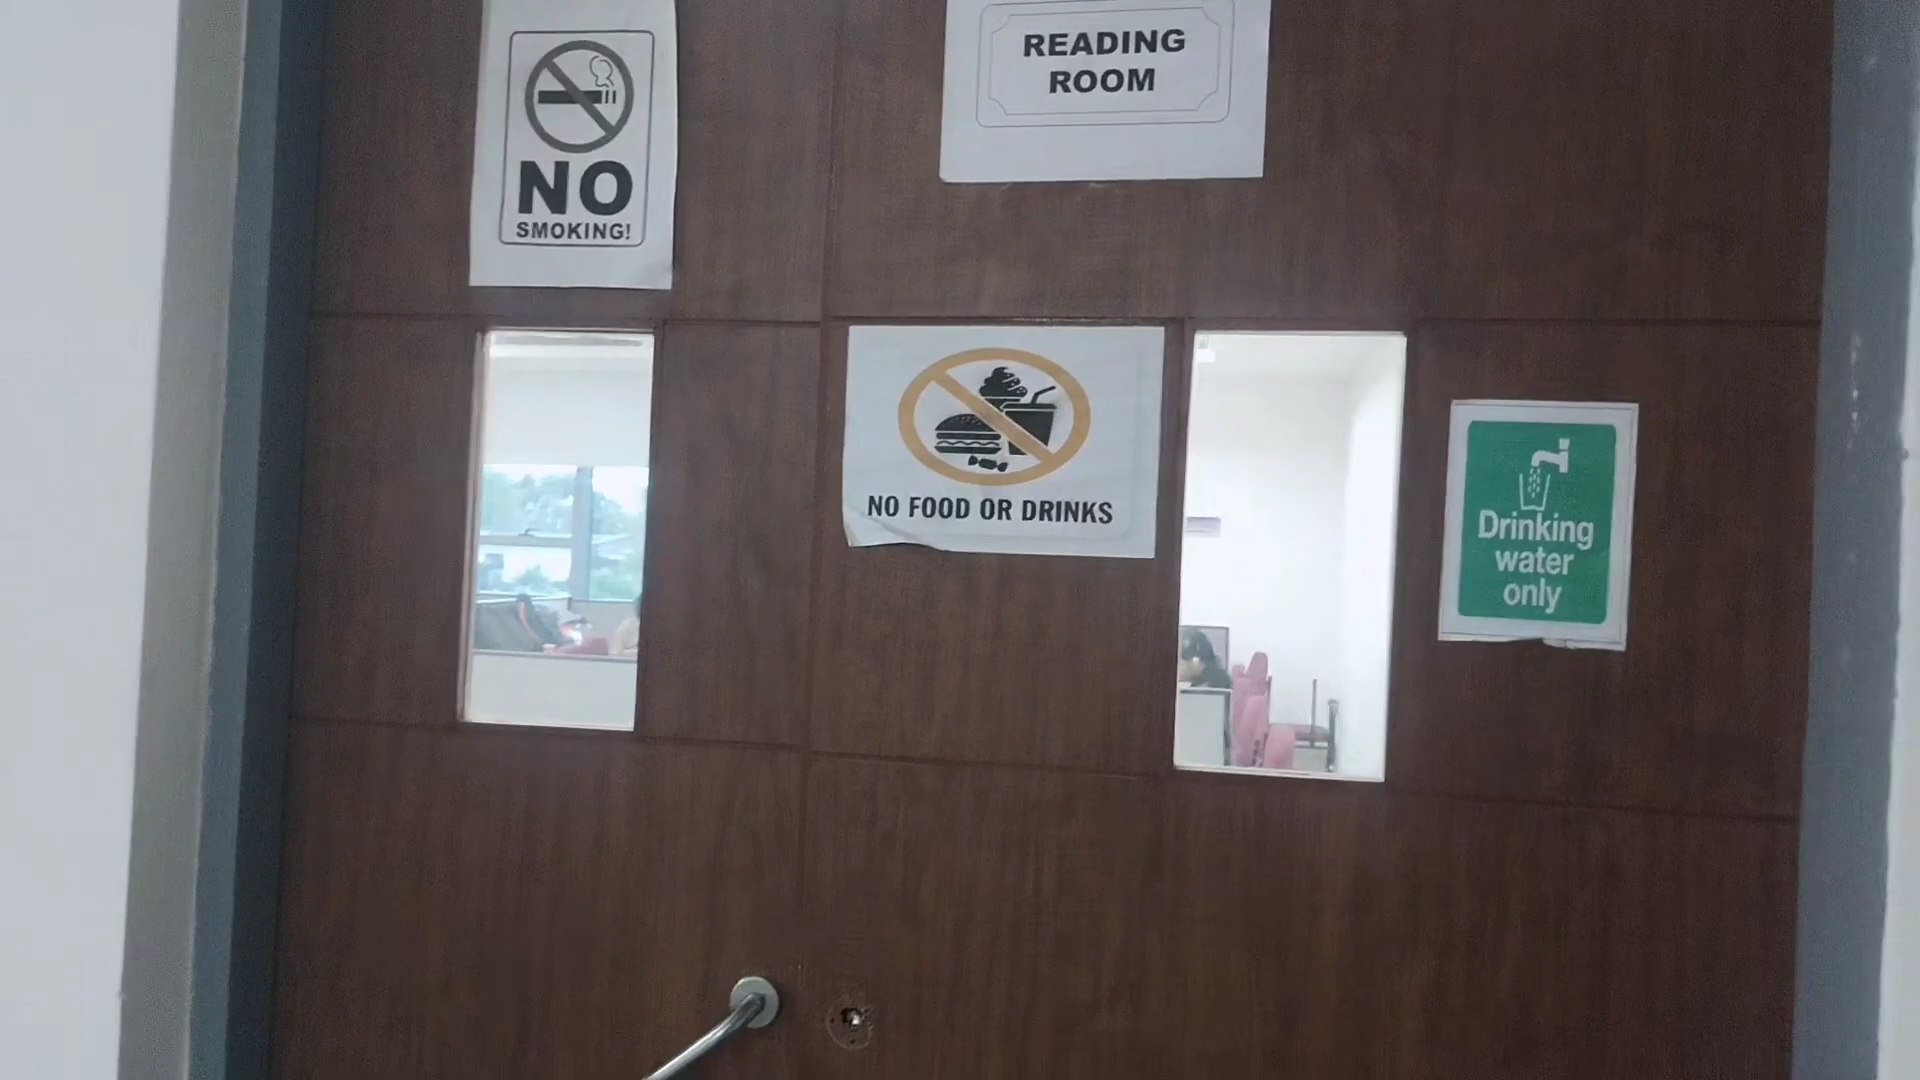 NO
SMOKING!
READING
ROOM
NO FOOD OR DRINKS
Drinking
water
only